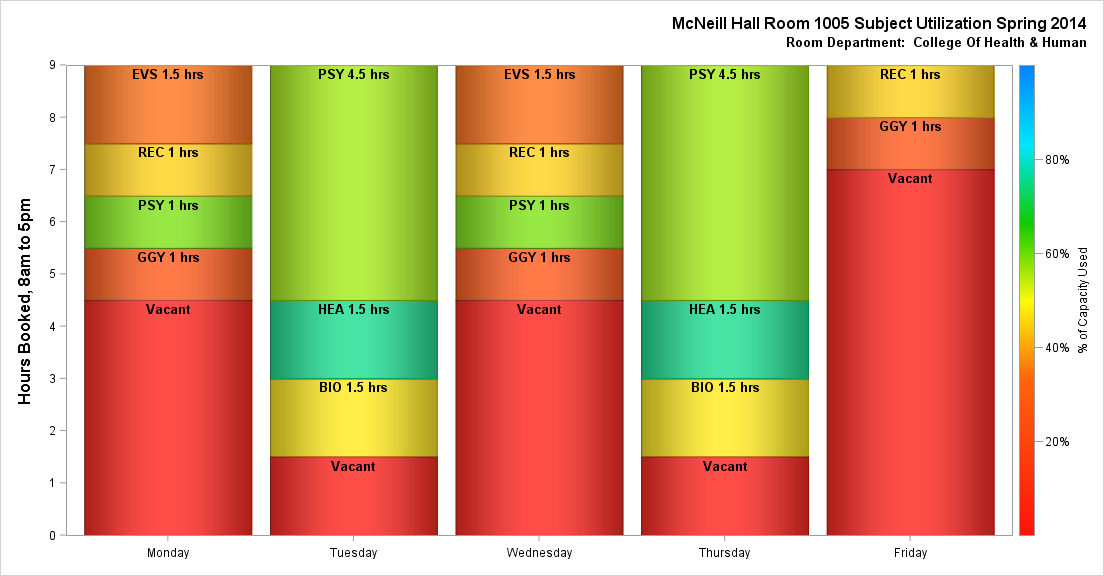 McNeill Hall Room 1005 Subject Utilization Spring 2014
Room Department:  College Of Health & Human
Hours Booked, 8am to 5pm
9
8
7
6
5
4
3
2
1
0
EVS 1.5 hrs
REC 1 hrs
PSY 1 hrs
GGY 1 hrs
Vacant
PSY 4.5 hrs
HEA 1.5 hrs
BIO 1.5 hrs
Vacant
EVS 1.5 hrs
REC 1 hrs
PSY 1 hrs
GGY 1 hrs
Vacant
PSY 4.5 hrs
HEA 1.5 hrs
BIO 1.5 hrs
Vacant
REC 1 hrs
GGY 1 hrs
Vacant
Monday
Tuesday
Wednesday
Thursday
Friday
80%
60%
40%
20%
% of Capacity Used